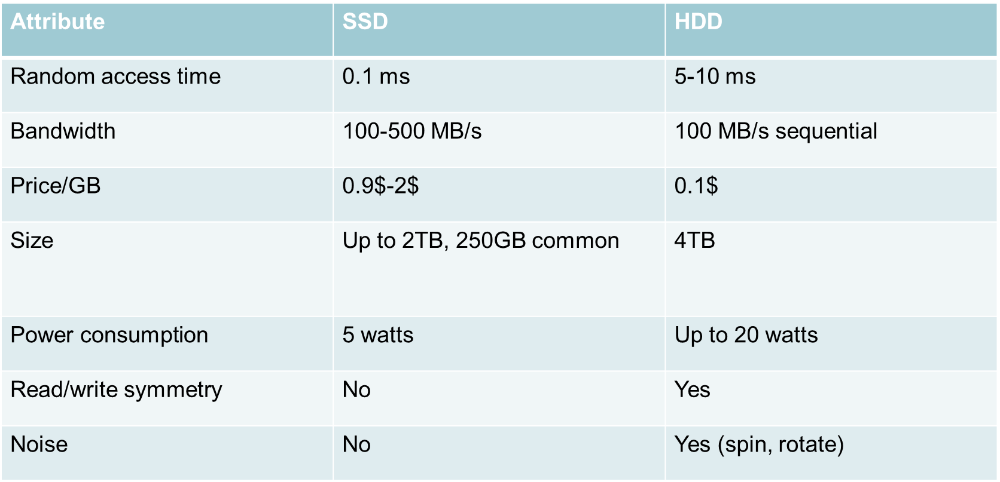 Attribute SSD HDD
Random access time 0.1 ms 5-10 ms
Bandwidth 100-500 MB/s 100 MB/s sequential
Price/GB 0.9$-2$ 0.1$
Size Up to 2TB, 250GB common 4TB
Power consumption 5 watts Up to 20 watts
Read/write symmetry No Yes
Noise No Yes (spin, rotate)